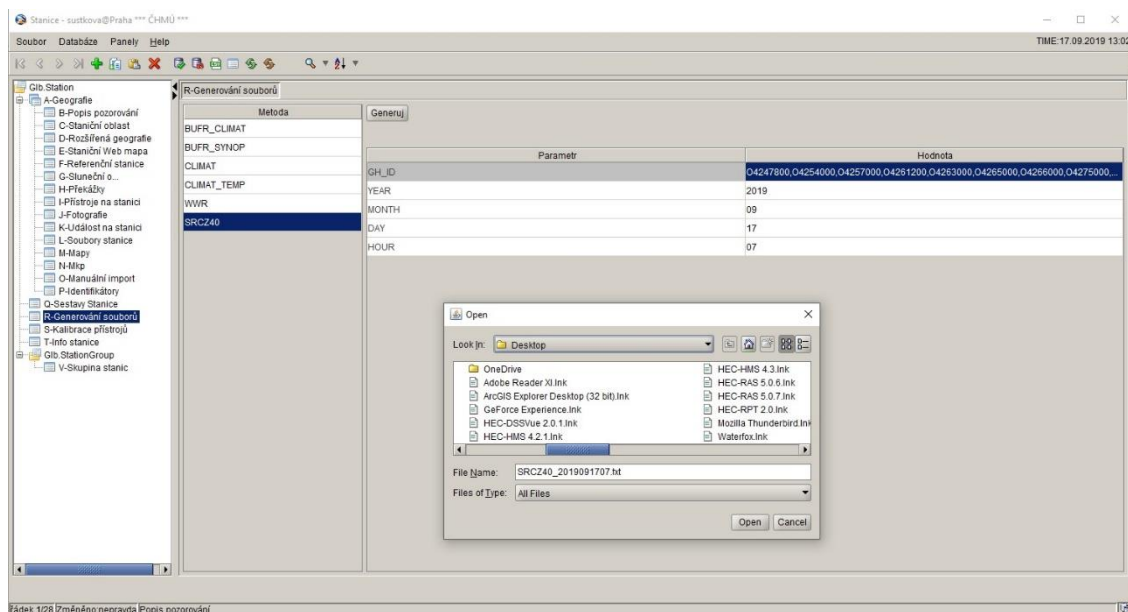 Stanice - sustkova@Praha *** ČHMÚ ***
Soubor Databáze Panely Help
TIME:17.09.2019 13:02
Glb.Station
A-Geografie
B-Popis pozorování
C-Staniční oblast
D-Rozšířená geografie
E-Staniční Web mapa
F-Referenční stanice
G-Sluneční o...
H-Překážky
I-Přístroje na stanici
J-Fotografie
K-Událost na stanici
L-Soubory stanice
M-Mapy
N-Mkp
O-Manuální import
P-Identifikátory
Q-Sestavy Stanice
R-Generování souborů
S-Kalibrace přístrojů
T-Info stanice
Glb.StationGroup
V-Skupina stanic
R-Generování souborů
Metoda
BUFR_CLIMAT
BUFR_SYNOP
CLIMAT
CLIMAT_TEMP
WWR
SRCZ40
Generuj
Parametr Hodnota
GH_ID O4247800,O4254000,O4257000,O4261200,O4263000,O4265000,O4266000,O4275000,...
YEAR 2019
MONTH 09
DAY 17
HOUR 07
Open
Look In: Desktop
OneDrive
Adobe Reader XI.lnk
ArcGIS Explorer Desktop (32 bit).lnk
GeForce Experience.lnk
HEC-DSSVue 2.0.1.lnk
HEC-HMS 4.2.1.lnk
HEC-HMS 4.3.lnk
HEC-RAS 5.0.6.lnk
HEC-RAS 5.0.7.lnk
HEC-RPT 2.0.lnk
Mozilla Thunderbird.lnk
Waterfox.lnk
File Name: SRCZ40_2019091707.txt
Files of Type: All Files
Open Cancel
Řádek 1/28 Změněno:nepravda Popis pozorování